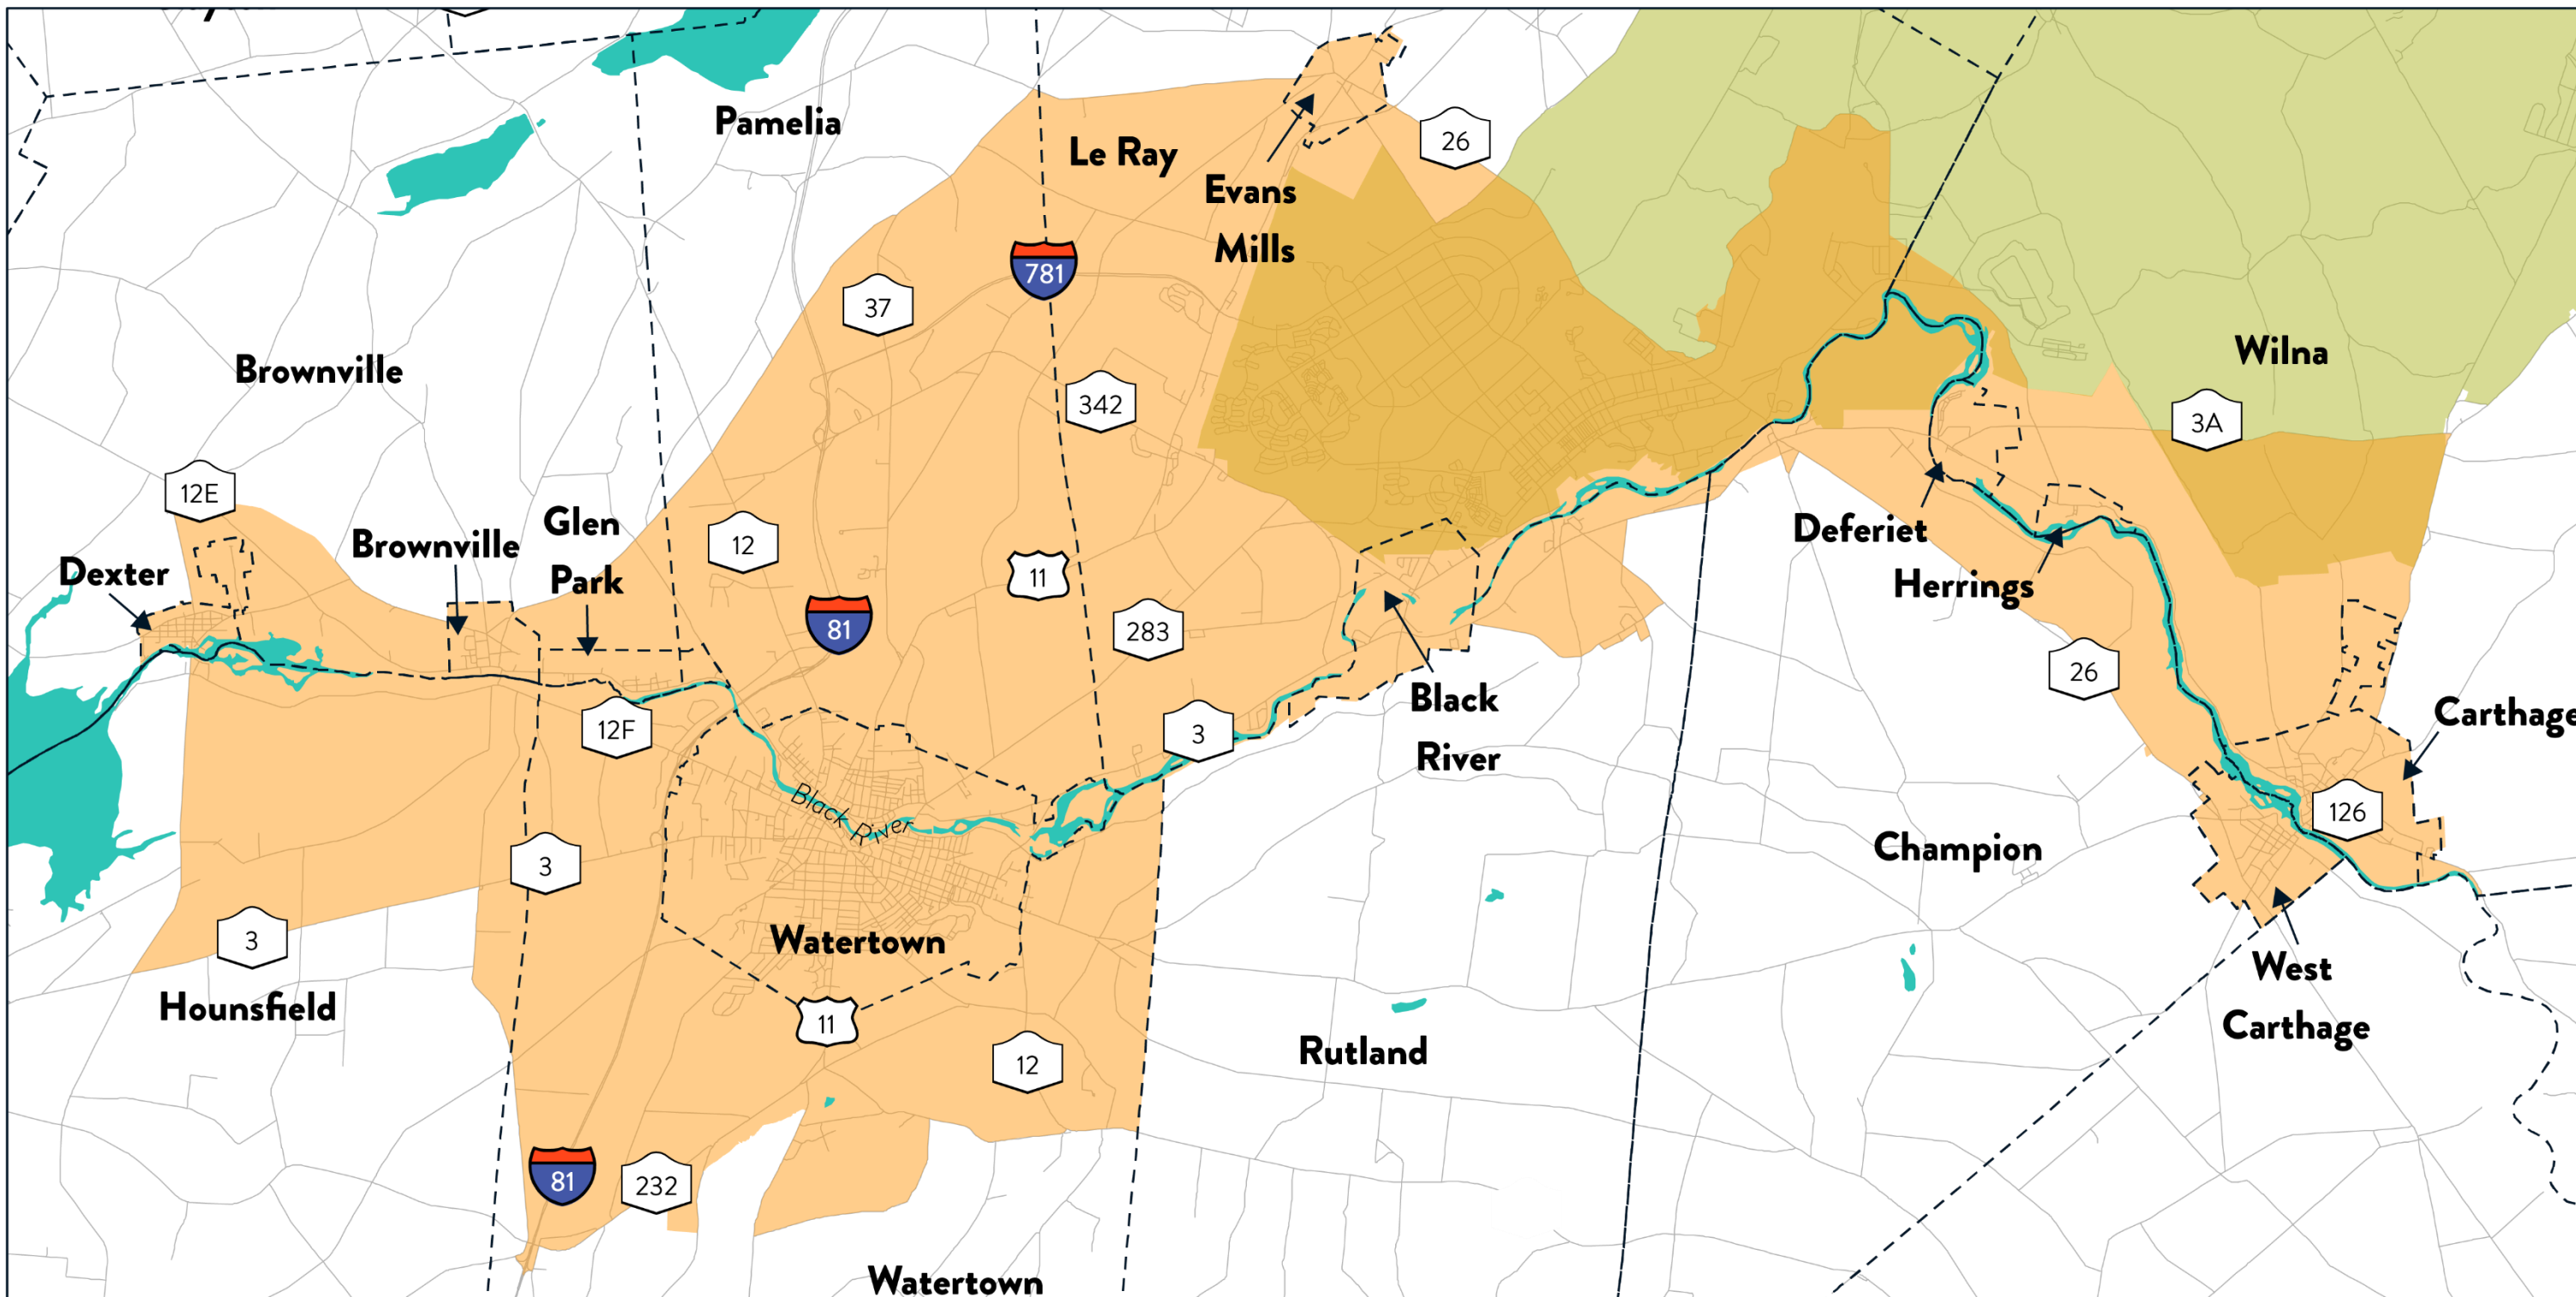 Pamelia
Le Ray
26
Evans
Mills
781
37
Wilna
Brownville
342
3A
12E
Glen
Park
Brownville
12
Deferiet
Dexter
11
Herrings
81
283
26
Black
River
Carthage
12F
3
126
Black River
3
Champion
3
Watertown
West
Carthage
Hounsfield
11
Rutland
12
81
232
Watertown